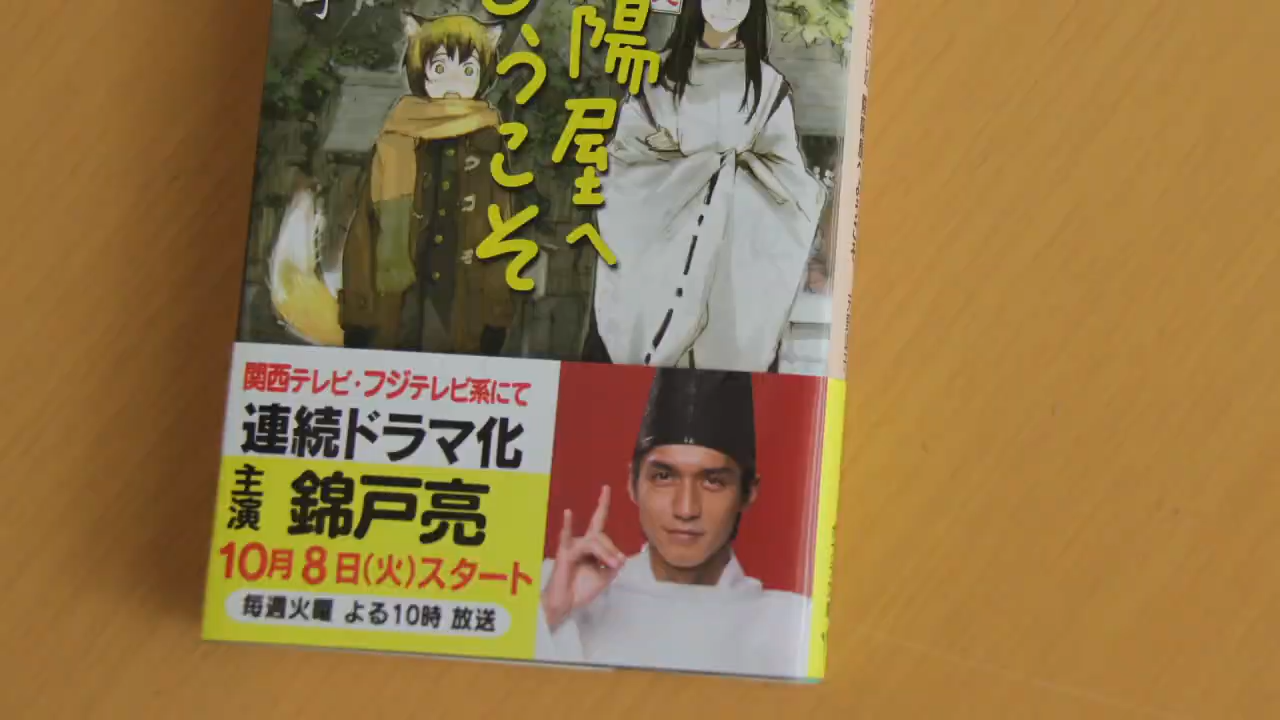 陽屋へ
うこそ
関西テレビ・フジテレビ系にて
連続ドラマ化
主演 錦戸亮
10月8日(火)スタート
毎週火曜 よる10時 放送